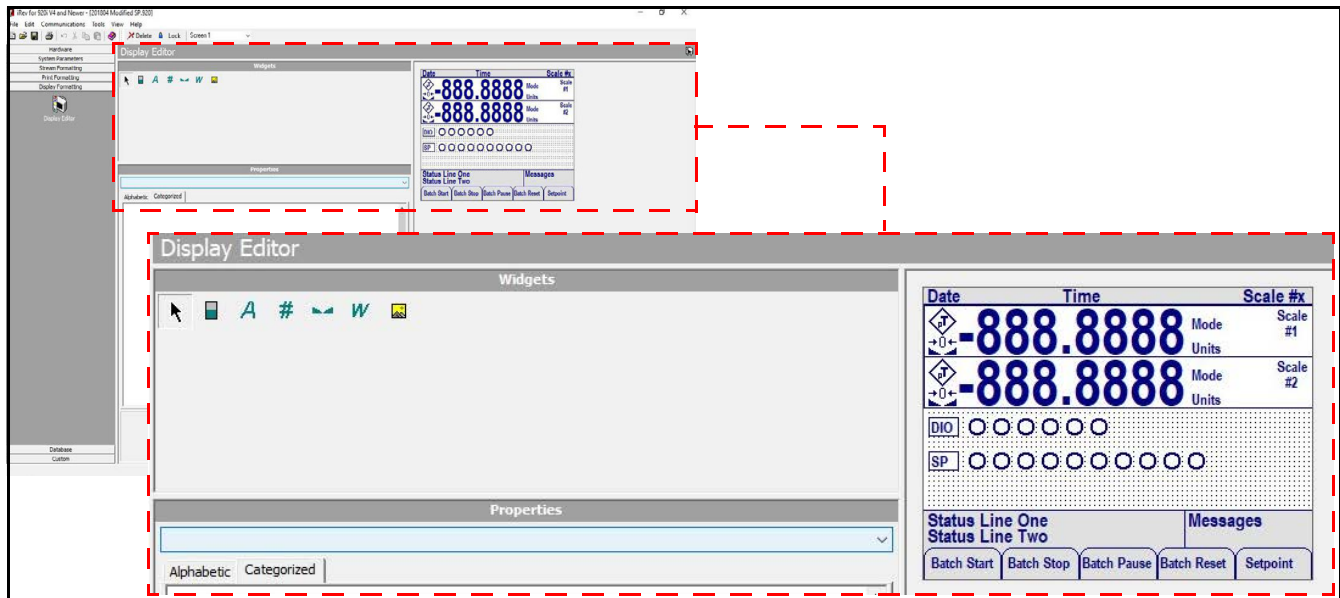 iRev for 920i V4 and Newer - [201004 Modified SP.920]
File Edit Communications Tools View Help
Delete Lock Screen 1
Hardware
System Parameters
Stream Formatting
Print Formatting
Display Formatting
Display Editor
Database
Custom
Display Editor
Widgets
A # W
Properties
Alphabetic Categorized
Date Time Scale #x
-888.8888 Mode Units Scale #1
-888.8888 Mode Units Scale #2
DIO
SP
Status Line One
Status Line Two
Messages
Batch Start Batch Stop Batch Pause Batch Reset Setpoint
Display Editor
Widgets
A # W
Properties
Alphabetic Categorized
Date Time Scale #x
PT -888.8888 Mode Scale #1
→0← Units
PT -888.8888 Mode Scale #2
→0← Units
DIO
SP
Status Line One
Status Line Two
Messages
Batch Start Batch Stop Batch Pause Batch Reset Setpoint